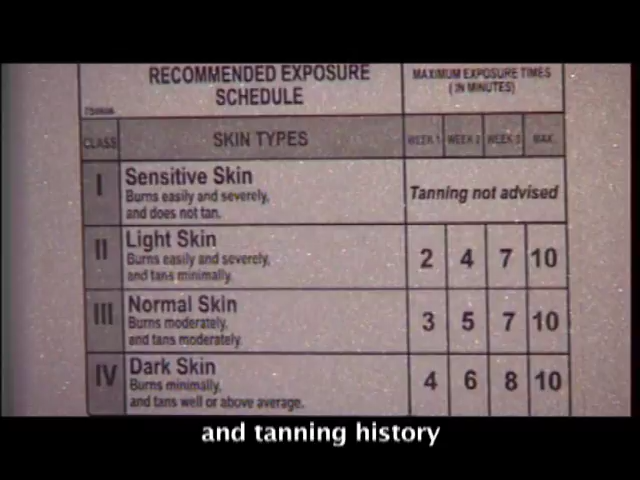 RECOMMENDED EXPOSURE
SCHEDULE
MAXIMUM EXPOSURE TIMES
( IN MINUTES)
CLASS
SKIN TYPES
WEEK 1 WEEK 2 WEEK 3 MAX.
I
Sensitive Skin
Burns easily and severely,
and does not tan.
Tanning not advised
II
Light Skin
Burns easily and severely,
and tans minimally.
2 4 7 10
III
Normal Skin
Burns moderately,
and tans moderately.
3 5 7 10
IV
Dark Skin
Burns minimally,
and tans well or above average.
4 6 8 10
and tanning history